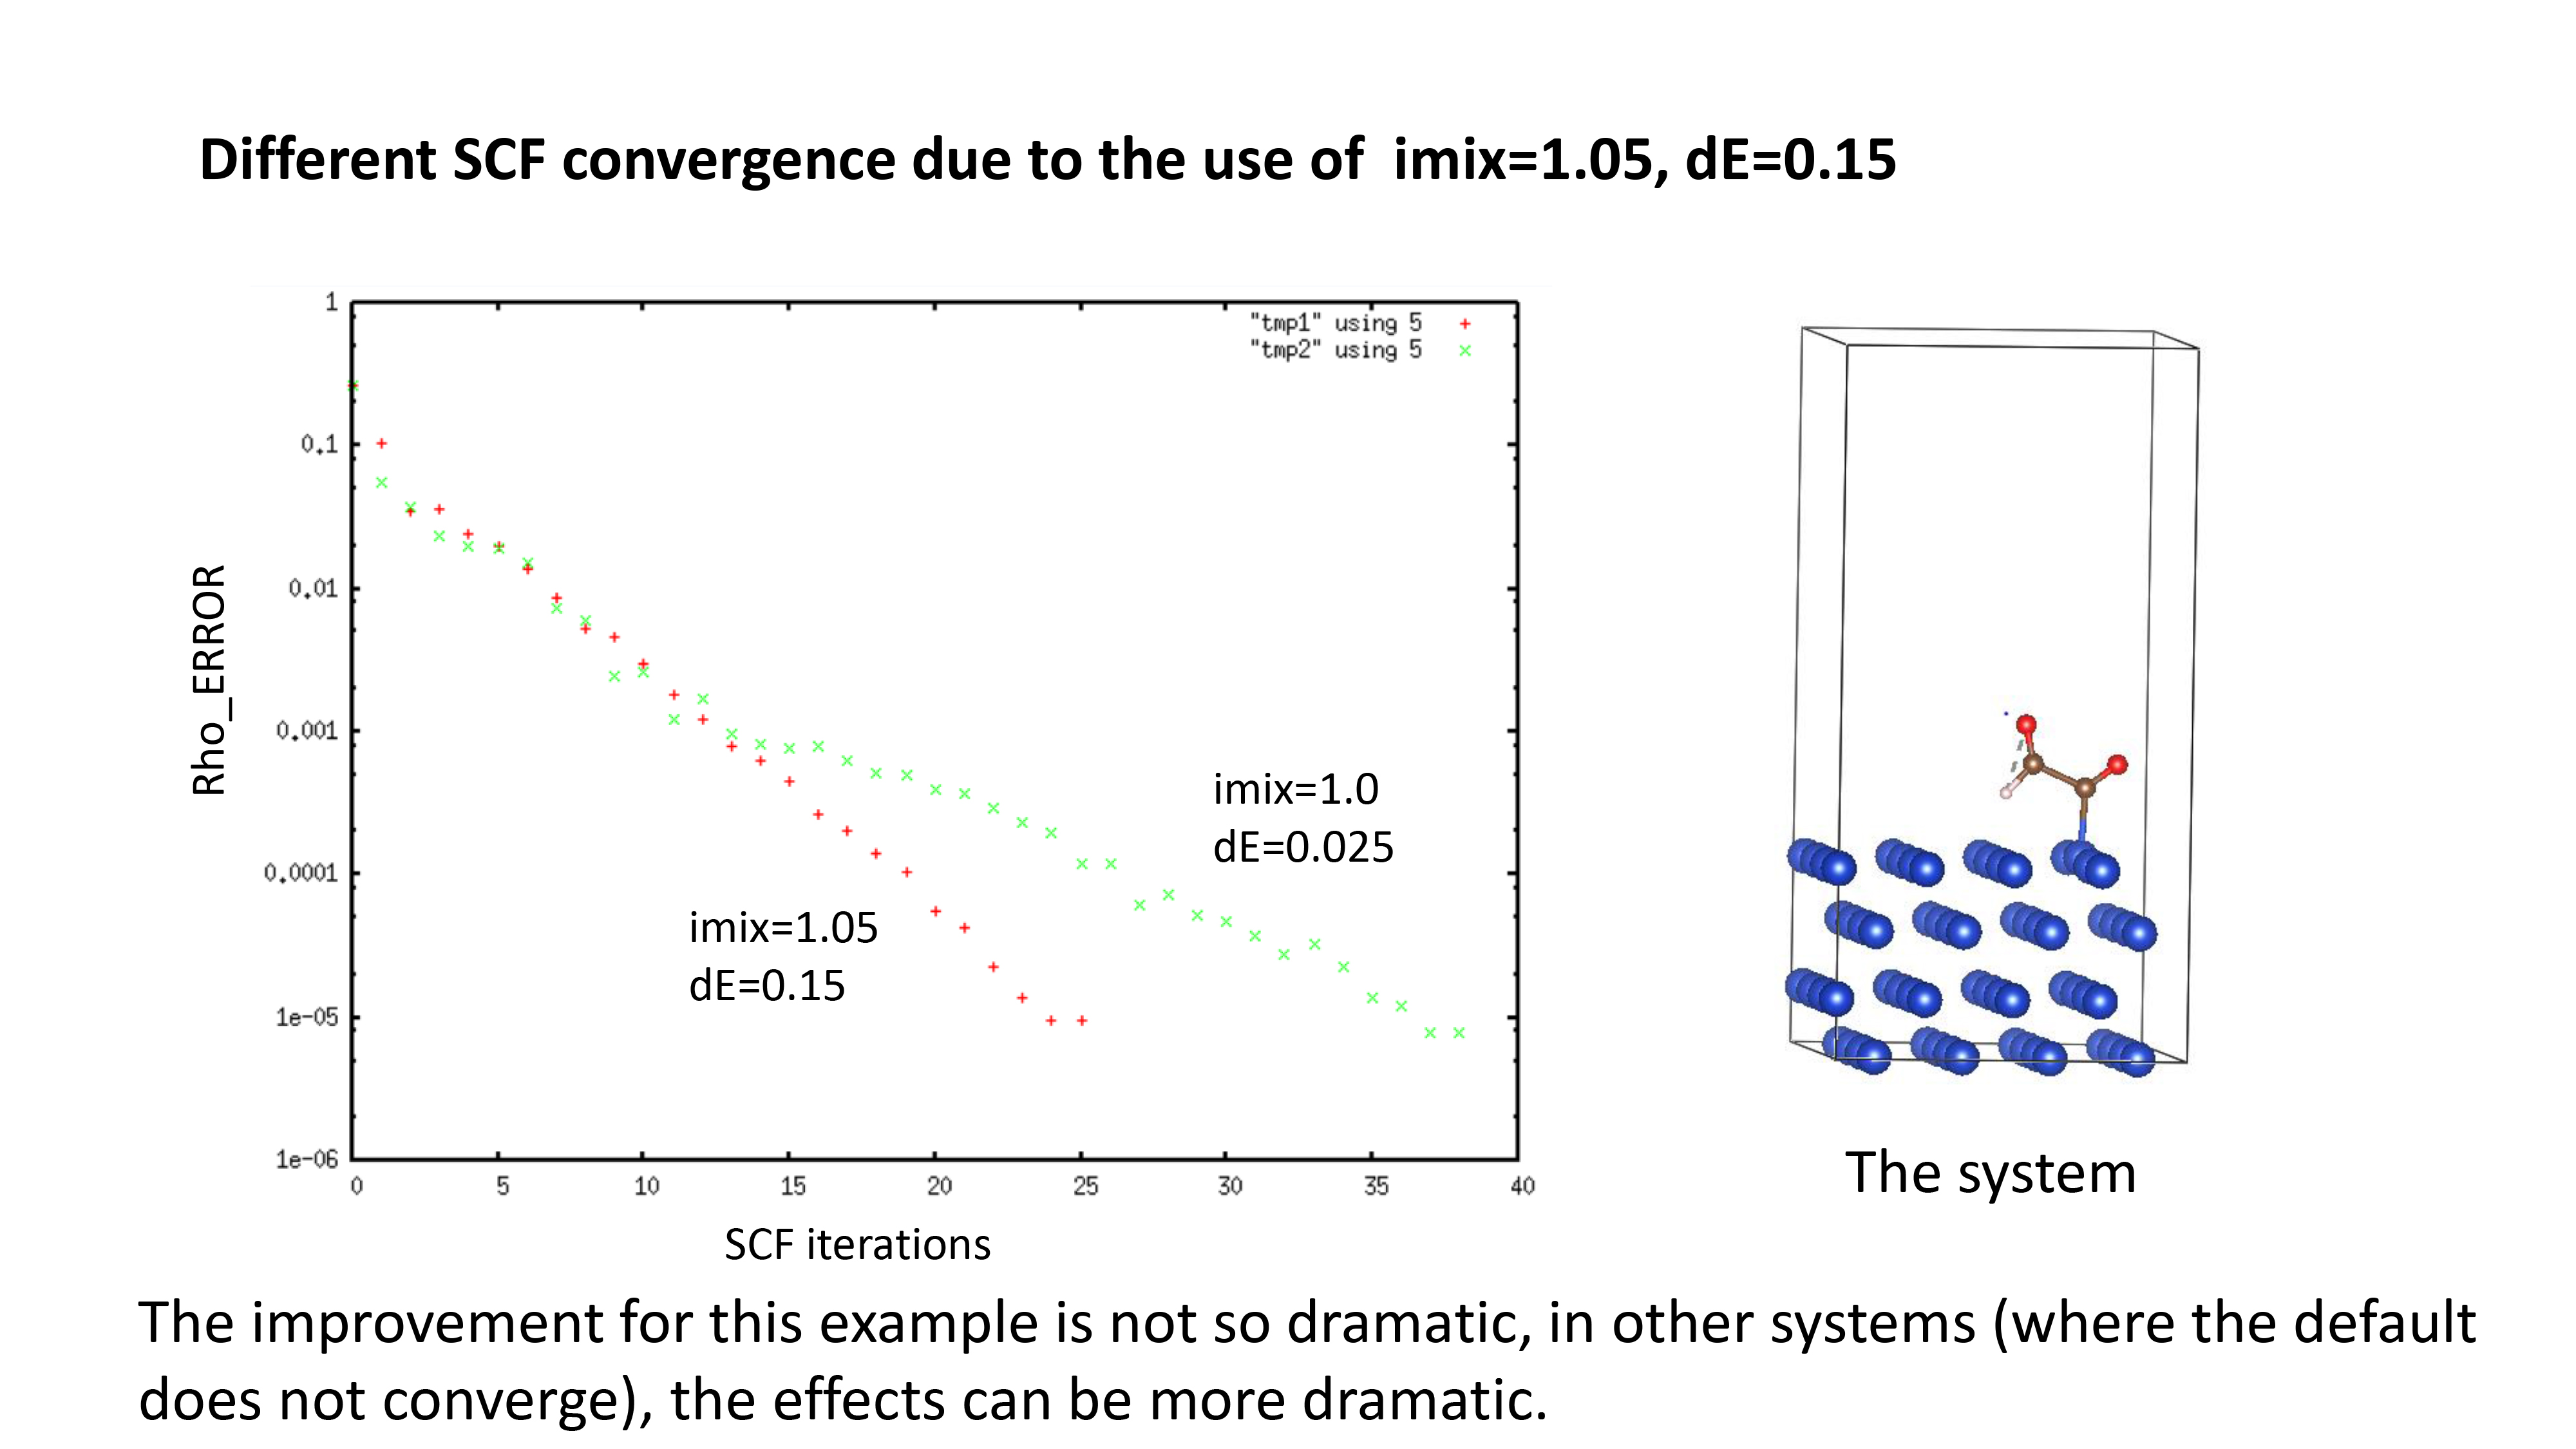 Different SCF convergence due to the use of  imix=1.05, dE=0.15
"tmp1" using 5
"tmp2" using 5
1
0.1
0.01
0.001
0.0001
1e-05
1e-06
Rho_ERROR
imix=1.0
dE=0.025
imix=1.05
dE=0.15
0 5 10 15 20 25 30 35 40
SCF iterations
The system
The improvement for this example is not so dramatic, in other systems (where the default
does not converge), the effects can be more dramatic.